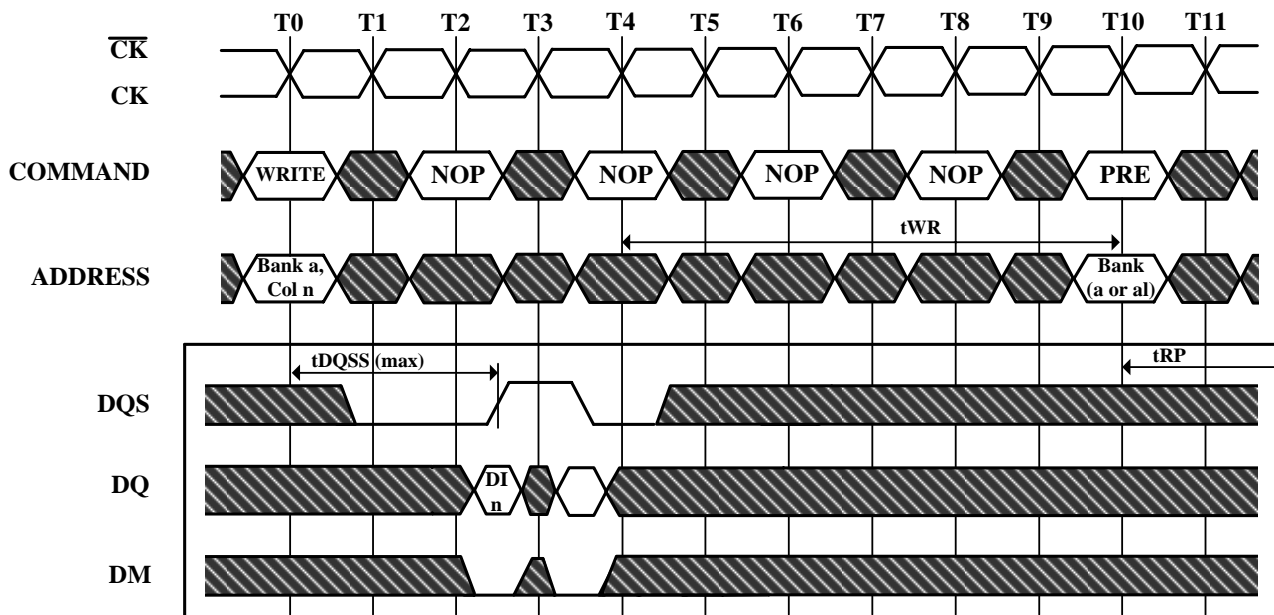 T0 T1 T2 T3 T4 T5 T6 T7 T8 T9 T10 T11
CK
CK
COMMAND
WRITE NOP NOP NOP NOP PRE
tWR
ADDRESS
Bank a,
Col n
Bank
(a or al)
tDQSS (max)
tRP
DQS
DQ
DI
n
DM